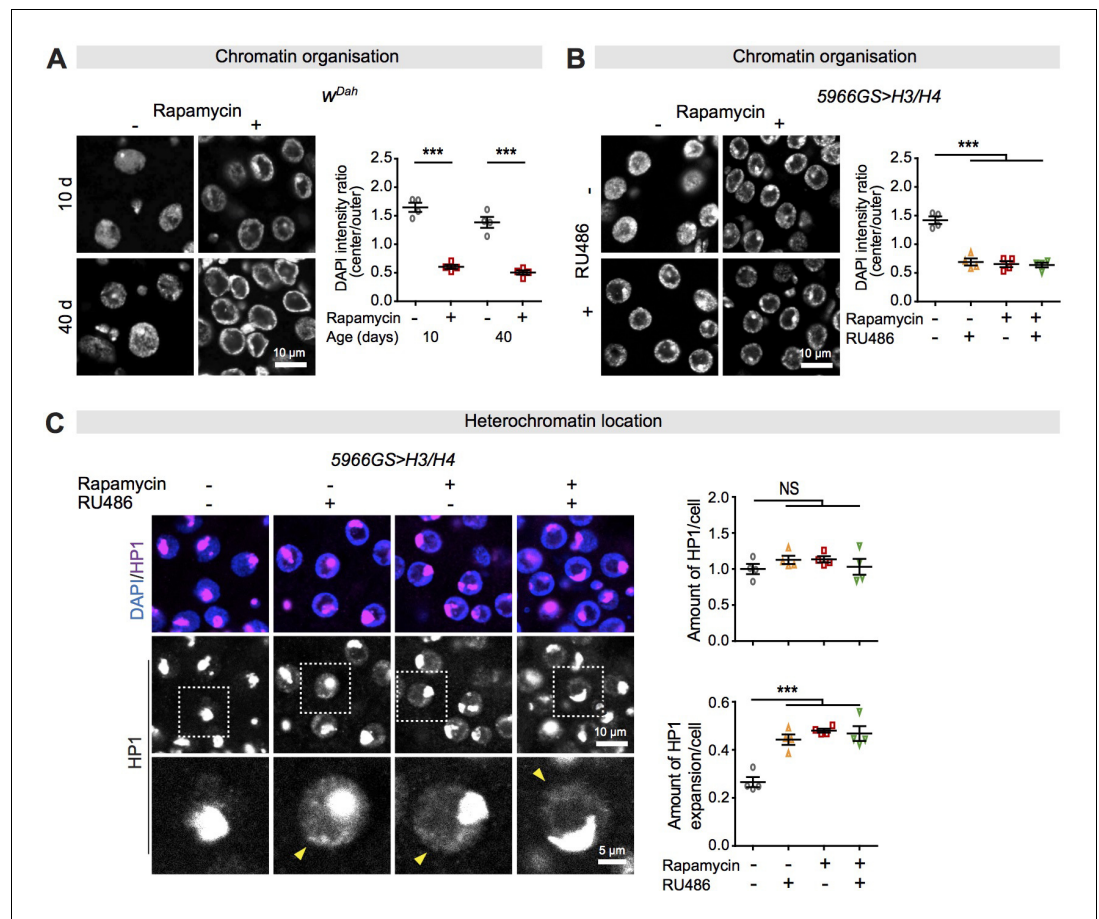 A Chromatin organisation
w^Dah
Rapamycin
- +
10 d
40 d
10 µm
DAPI intensity ratio
(center/outer)
2.5
2.0
1.5
1.0
0.5
0.0
*** ***
Rapamycin - + - +
Age (days) 10 40
B Chromatin organisation
5966GS>H3/H4
Rapamycin
- +
RU486
-
+
10 µm
DAPI intensity ratio
(center/outer)
2.5
2.0
1.5
1.0
0.5
0.0
***
Rapamycin - - + +
RU486 - + - +
C Heterochromatin location
5966GS>H3/H4
Rapamycin - - + +
RU486 - + - +
DAPI/HP1
HP1
10 µm
5 µm
Amount of HP1/cell
2.0
1.5
1.0
0.5
0.0
NS
Amount of HP1
expansion/cell
0.6
0.4
0.2
0.0
***
Rapamycin - - + +
RU486 - + - +